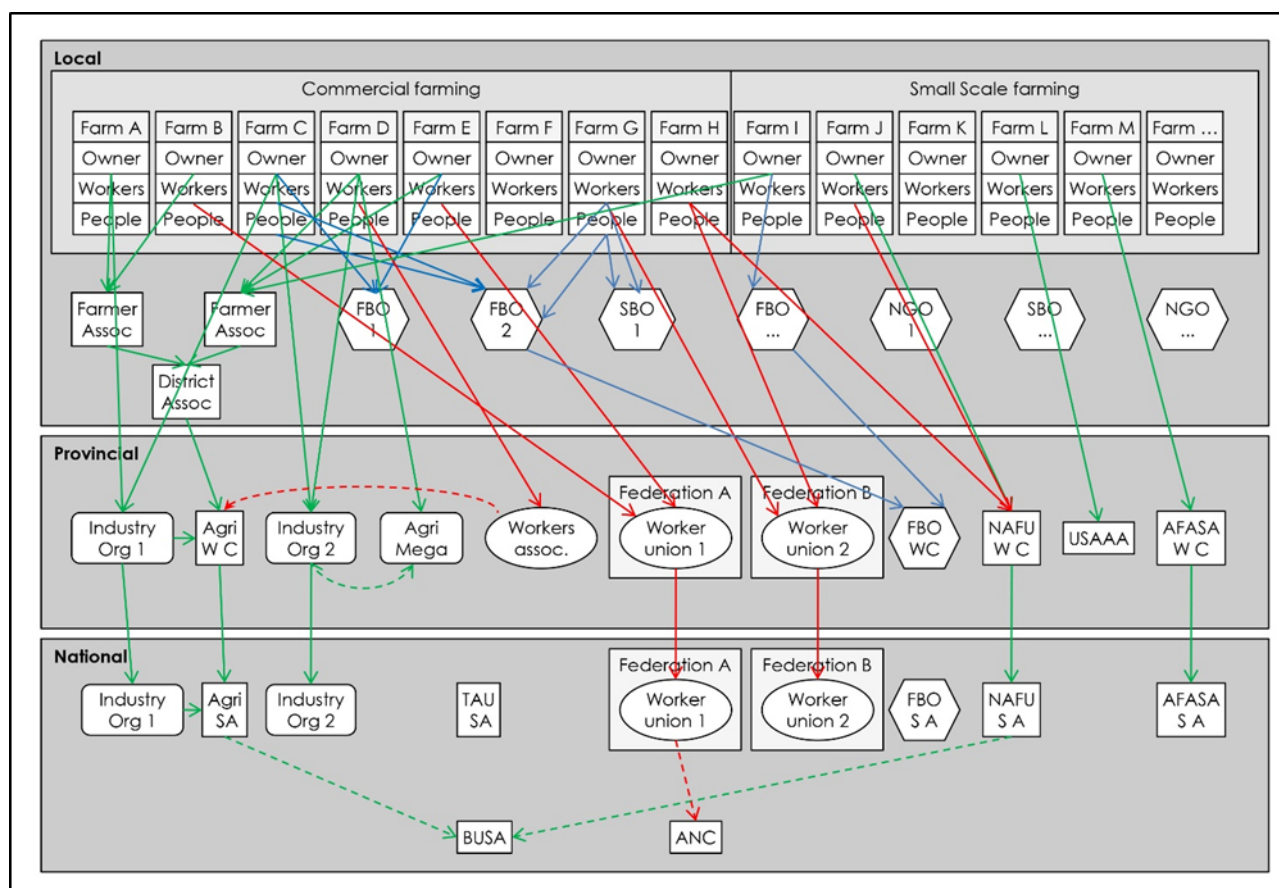 Local
Commercial farming
Small Scale farming
Farm A
Owner
Workers
People
Farm B
Owner
Workers
People
Farm C
Owner
Workers
People
Farm D
Owner
Workers
People
Farm E
Owner
Workers
People
Farm F
Owner
Workers
People
Farm G
Owner
Workers
People
Farm H
Owner
Workers
People
Farm I
Owner
Workers
People
Farm J
Owner
Workers
People
Farm K
Owner
Workers
People
Farm L
Owner
Workers
People
Farm M
Owner
Workers
People
Farm ...
Owner
Workers
People
Farmer
Assoc
Farmer
Assoc
FBO
1
FBO
2
SBO
1
FBO
...
NGO
1
SBO
...
NGO
...
District
Assoc
Provincial
Industry
Org 1
Agri
W C
Industry
Org 2
Agri
Mega
Workers
assoc.
Federation A
Worker
union 1
Federation B
Worker
union 2
FBO
WC
NAFU
W C
USAAA
AFASA
W C
National
Industry
Org 1
Agri
SA
Industry
Org 2
TAU
SA
Federation A
Worker
union 1
Federation B
Worker
union 2
FBO
S A
NAFU
S A
AFASA
S A
BUSA
ANC